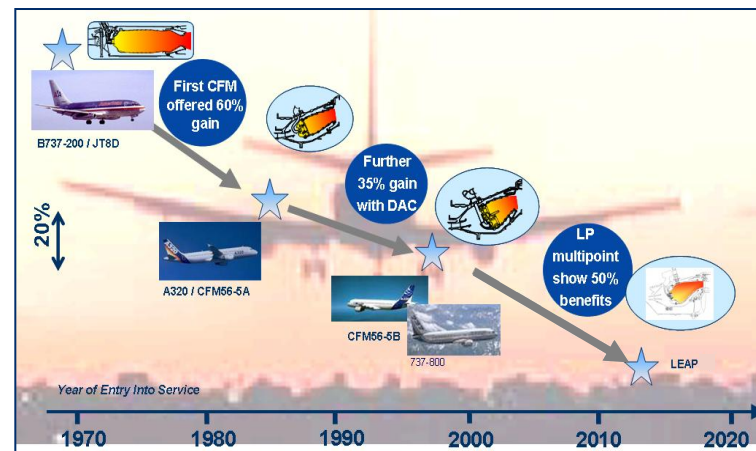 First CFM
offered 60%
gain
B737-200 / JT8D
Further
35% gain
with DAC
20%
A320 / CFM56-5A
LP
multipoint
show 50%
benefits
CFM56-5B
737-800
LEAP
Year of Entry Into Service
1970
1980
1990
2000
2010
2020